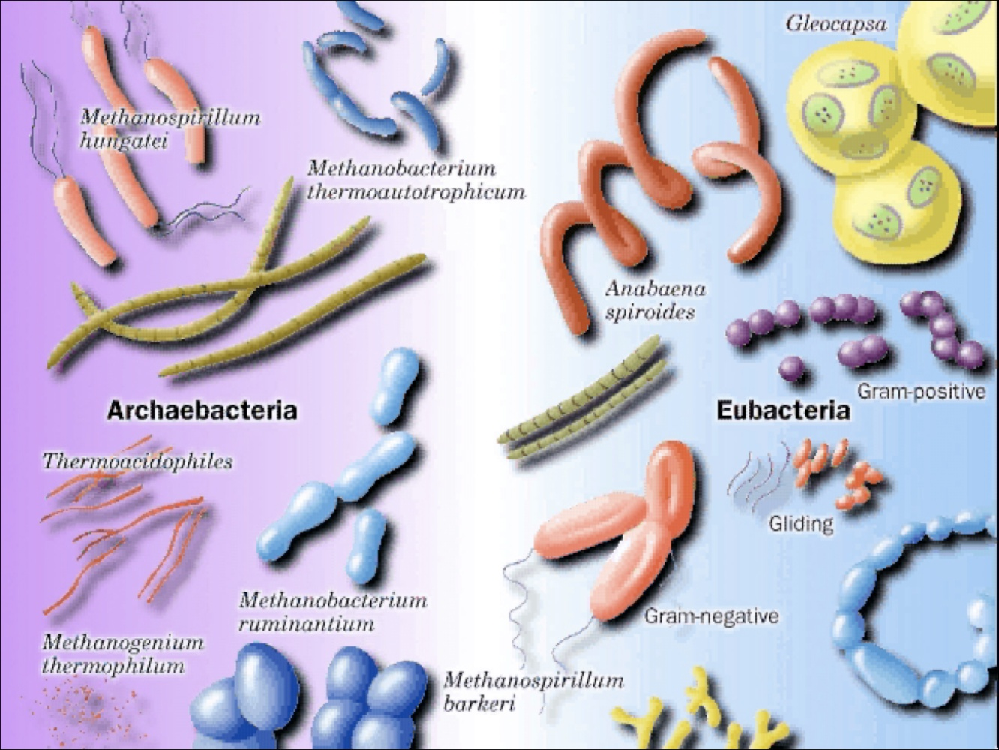 Gleocapsa
Methanospirillum
hungatei
Methanobacterium
thermoautotrophicum
Anabaena
spiroides
Gram-positive
Archaebacteria
Eubacteria
Thermoacidophiles
Gliding
Methanobacterium
ruminantium
Gram-negative
Methanogenium
thermophilum
Methanospirillum
barkeri